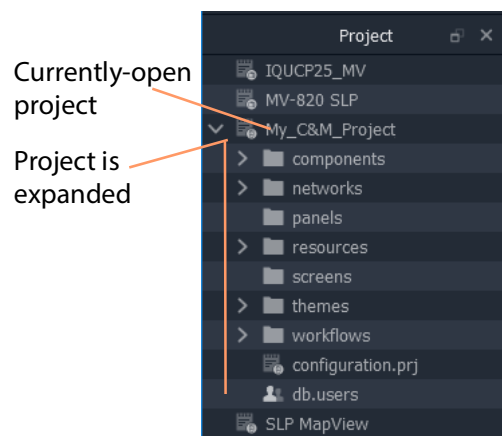 Project
IQUCP25_MV
MV-820 SLP
My_C&M_Project
components
networks
panels
resources
screens
themes
workflows
configuration.prj
db.users
SLP MapView
Currently-open
project
Project is
expanded